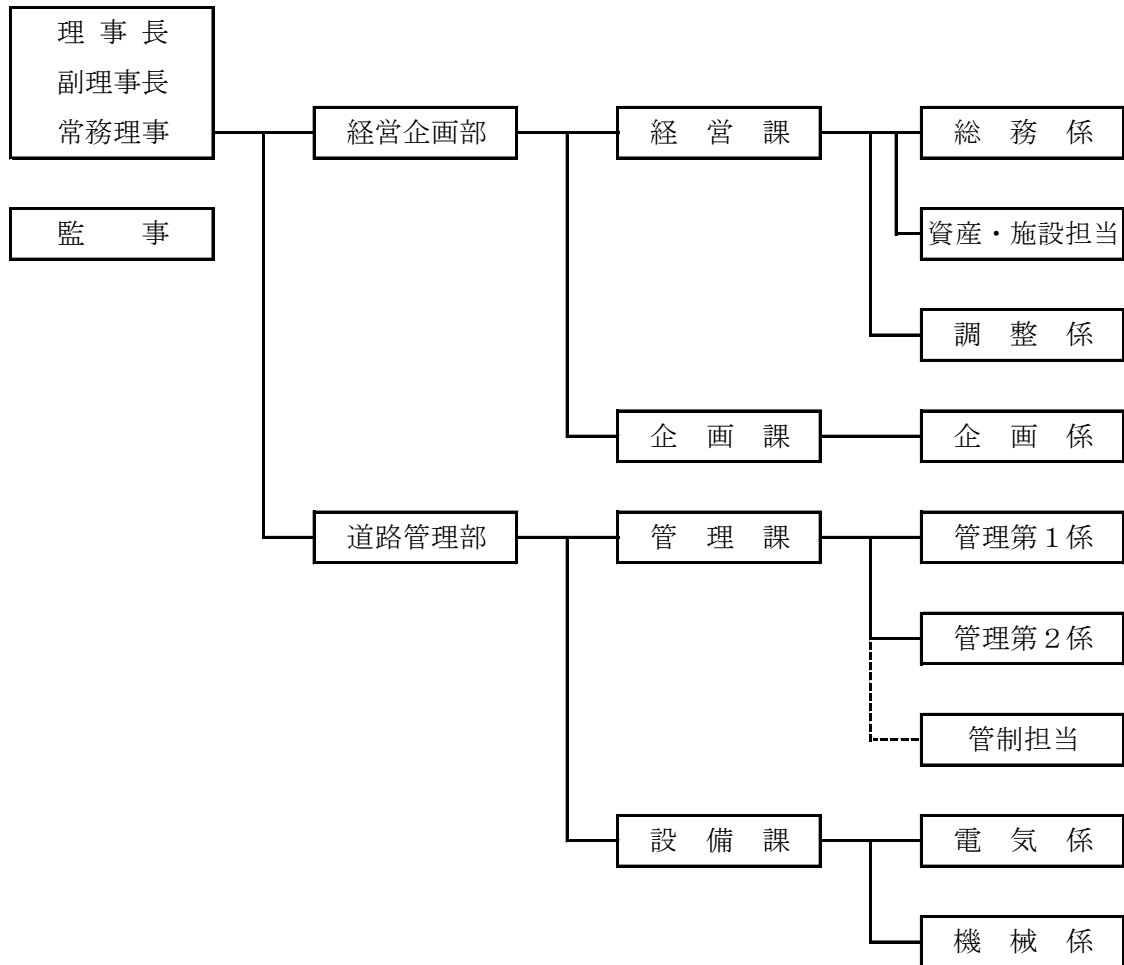 理 事 長
副理事長
常務理事
経営企画部
経 営 課
総 務 係
監 事
資産・施設担当
調 整 係
企 画 課
企 画 係
道路管理部
管 理 課
管理第１係
管理第２係
管制担当
設 備 課
電 気 係
機 械 係